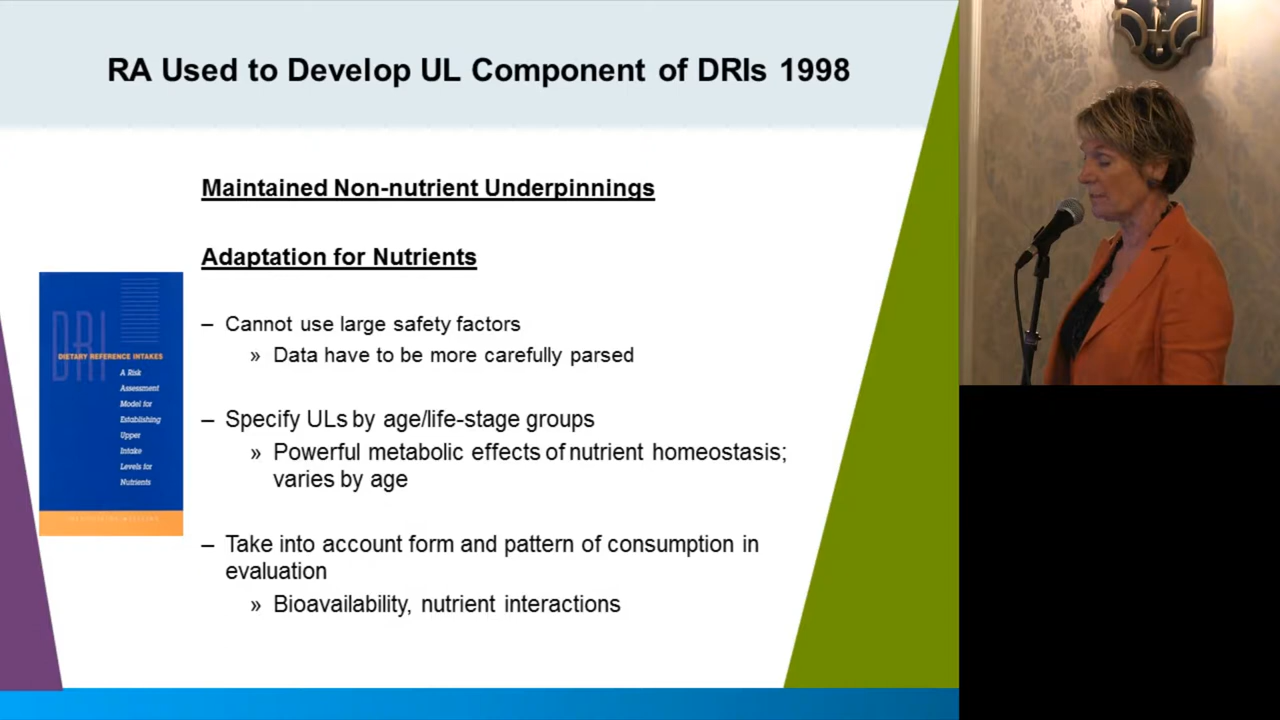 RA Used to Develop UL Component of DRIs 1998
Maintained Non-nutrient Underpinnings
Adaptation for Nutrients
– Cannot use large safety factors
» Data have to be more carefully parsed
– Specify ULs by age/life-stage groups
» Powerful metabolic effects of nutrient homeostasis;
varies by age
– Take into account form and pattern of consumption in
evaluation
» Bioavailability, nutrient interactions
DRI
DIETARY REFERENCE INTAKES
A Risk
Assessment
Model for
Establishing
Upper
Intake
Levels for
Nutrients